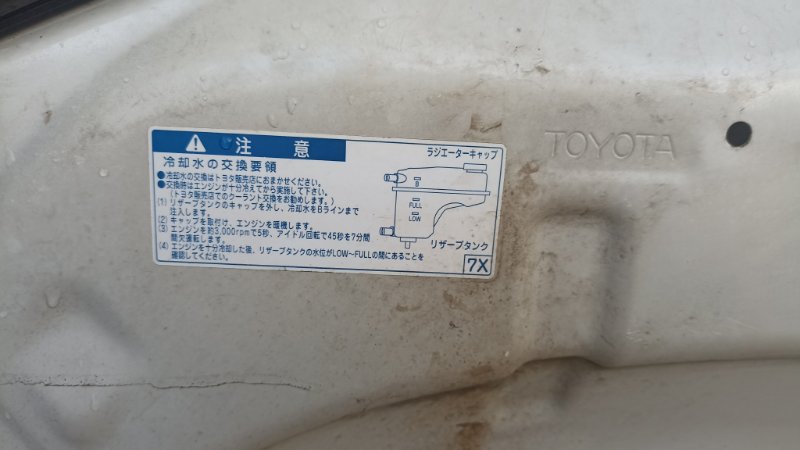 注意
冷却水の交換要領
●冷却水の交換はトヨタ販売店におまかせください。
●交換時はエンジンが十分冷えてから実施して下さい。
(トヨタ販売店でのクーラント交換をお勧めします。)
(1) リザーブタンクのキャップを外し、冷却水をBラインまで
注入します。
(2) キャップを取付け、エンジンを暖機します。
(3) エンジンを約3,000rpmで5秒、アイドル回転で45秒を7分間
間欠運転します。
(4) エンジンを十分冷却した後、リザーブタンクの水位がLOW~FULLの間にあることを
確認してください。
ラジエーターキャップ
B
FULL
LOW
リザーブタンク
7X
TOYOTA